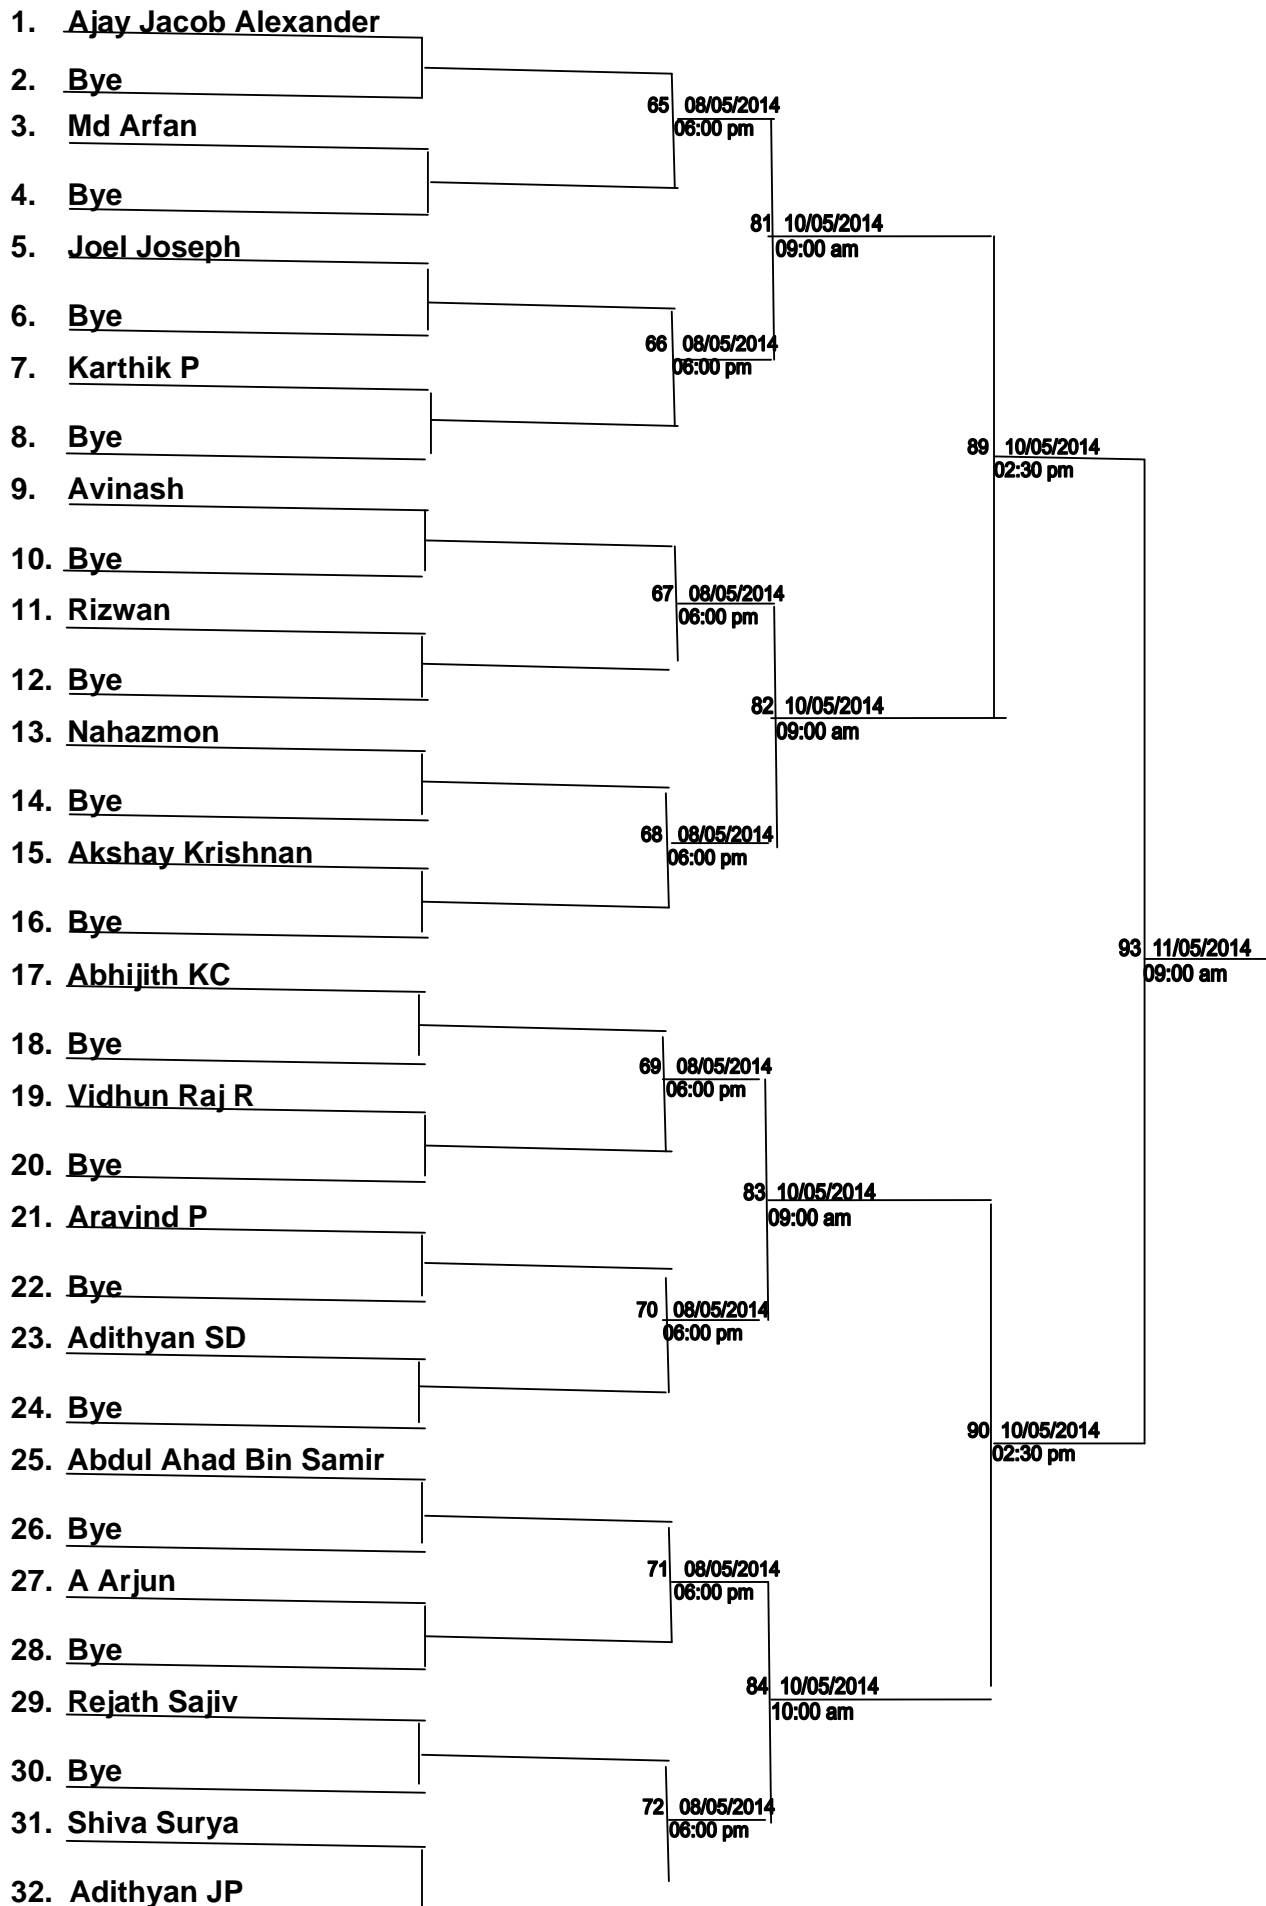 1. Ajay Jacob Alexander
2. Bye
65 08/05/2014
3. Md Arfan
06:00 pm
4. Bye
81 10/05/2014
5. Joel Joseph
09:00 am
6. Bye
66 08/05/2014
7. Karthik P
06:00 pm
8. Bye
89 10/05/2014
02:30 pm
9. Avinash
10. Bye
67 08/05/2014
11. Rizwan
06:00 pm
12. Bye
82 10/05/2014
13. Nahazmon
09:00 am
14. Bye
68 08/05/2014
15. Akshay Krishnan
06:00 pm
16. Bye
93 11/05/2014
17. Abhijith KC
09:00 am
18. Bye
69 08/05/2014
19. Vidhun Raj R
06:00 pm
20. Bye
83 10/05/2014
21. Aravind P
09:00 am
22. Bye
70 08/05/2014
23. Adithyan SD
06:00 pm
24. Bye
90 10/05/2014
25. Abdul Ahad Bin Samir
02:30 pm
26. Bye
71 08/05/2014
27. A Arjun
06:00 pm
28. Bye
84 10/05/2014
29. Rejath Sajiv
10:00 am
30. Bye
72 08/05/2014
31. Shiva Surya
06:00 pm
32. Adithyan JP